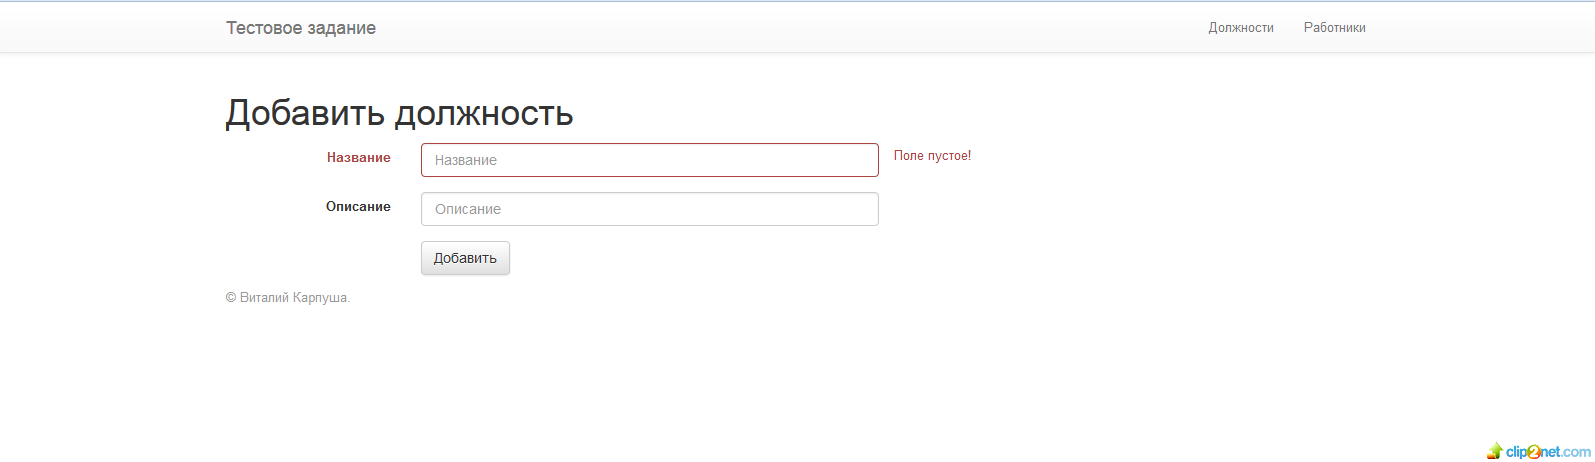 Тестовое задание
Должности
Работники
Добавить должность
Название
Название
Поле пустое!
Описание
Описание
Добавить
© Виталий Карпуша.
clip2net.com